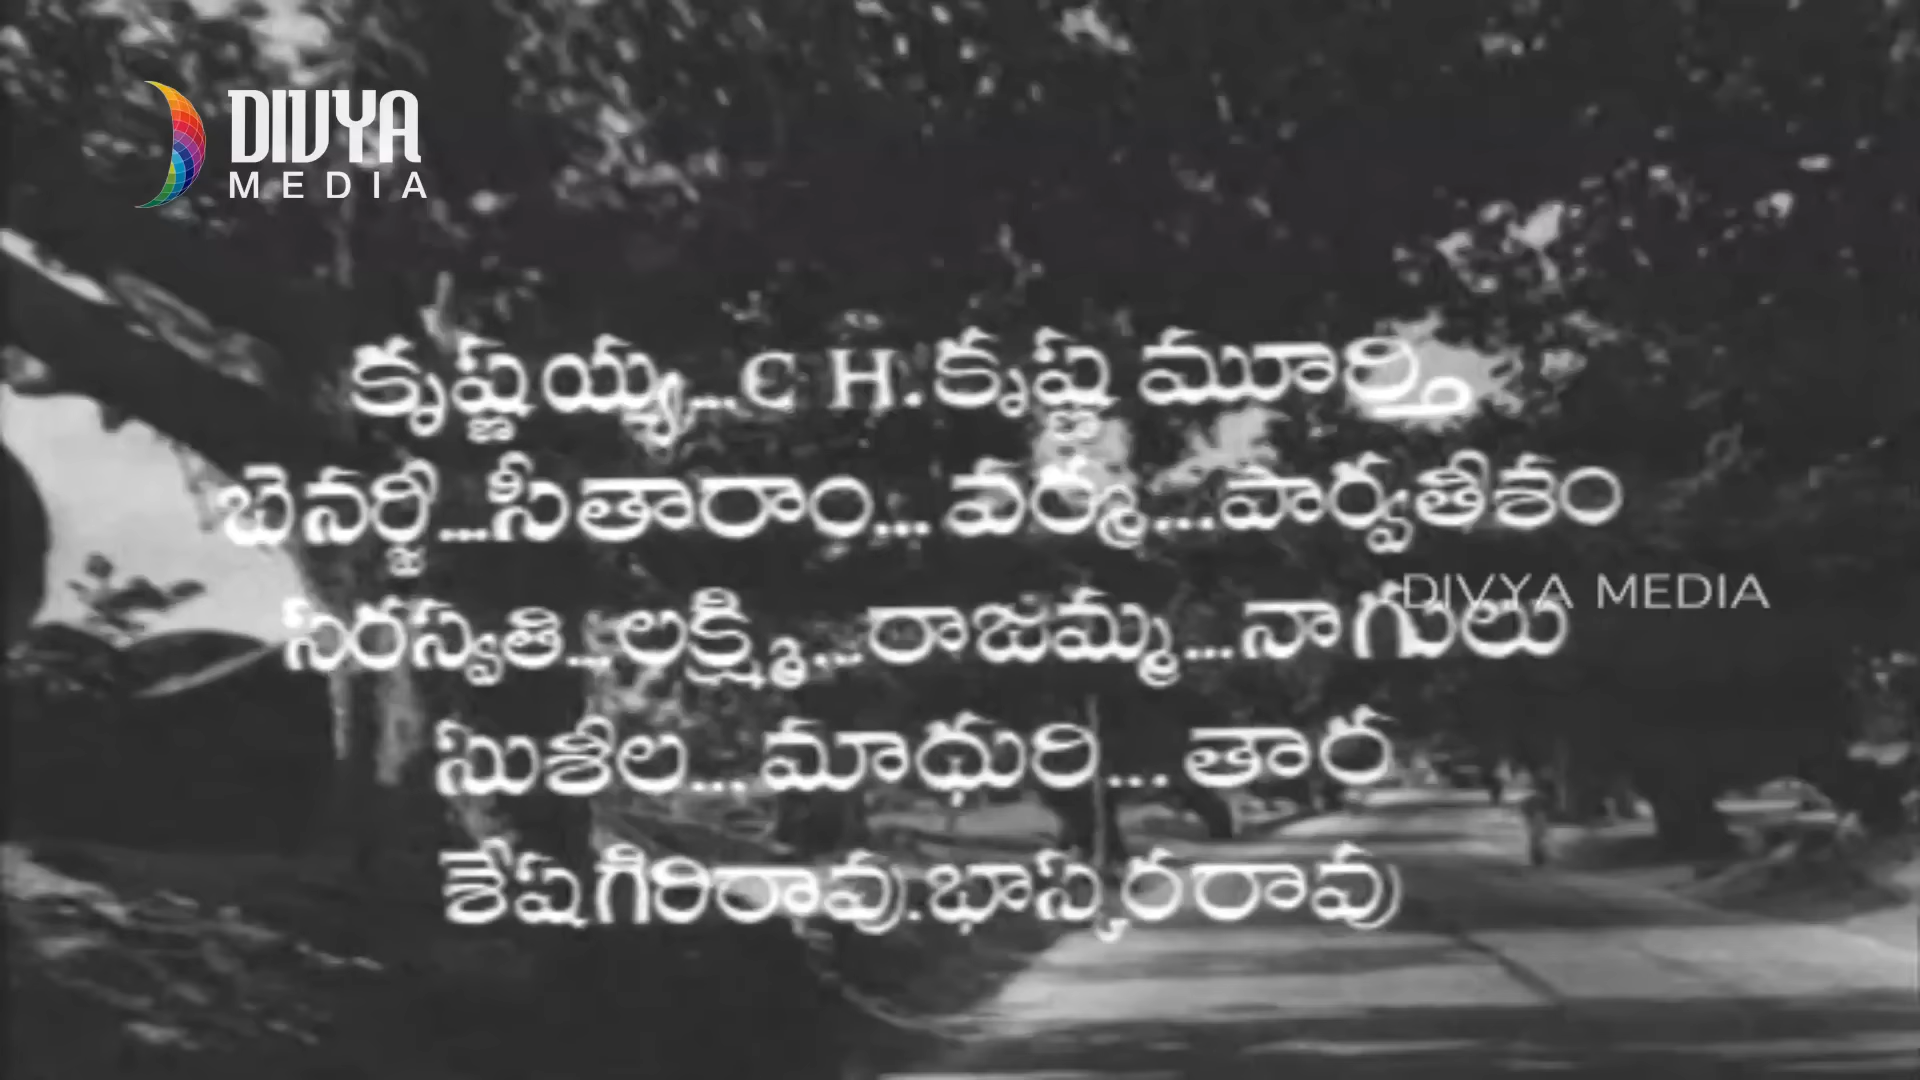 DIVYA
MEDIA
కృష్ణయ్య...C H.కృష్ణ మూర్తి
బెనర్జీ...సీతారాం... వర్మ...పార్వతీశం
DIVYA MEDIA
సరస్వతి...లక్ష్మి...రాజమ్మ...నాగులు
సుశీల...మాధురి...తార
శేషగిరిరావు.భాస్కరరావు